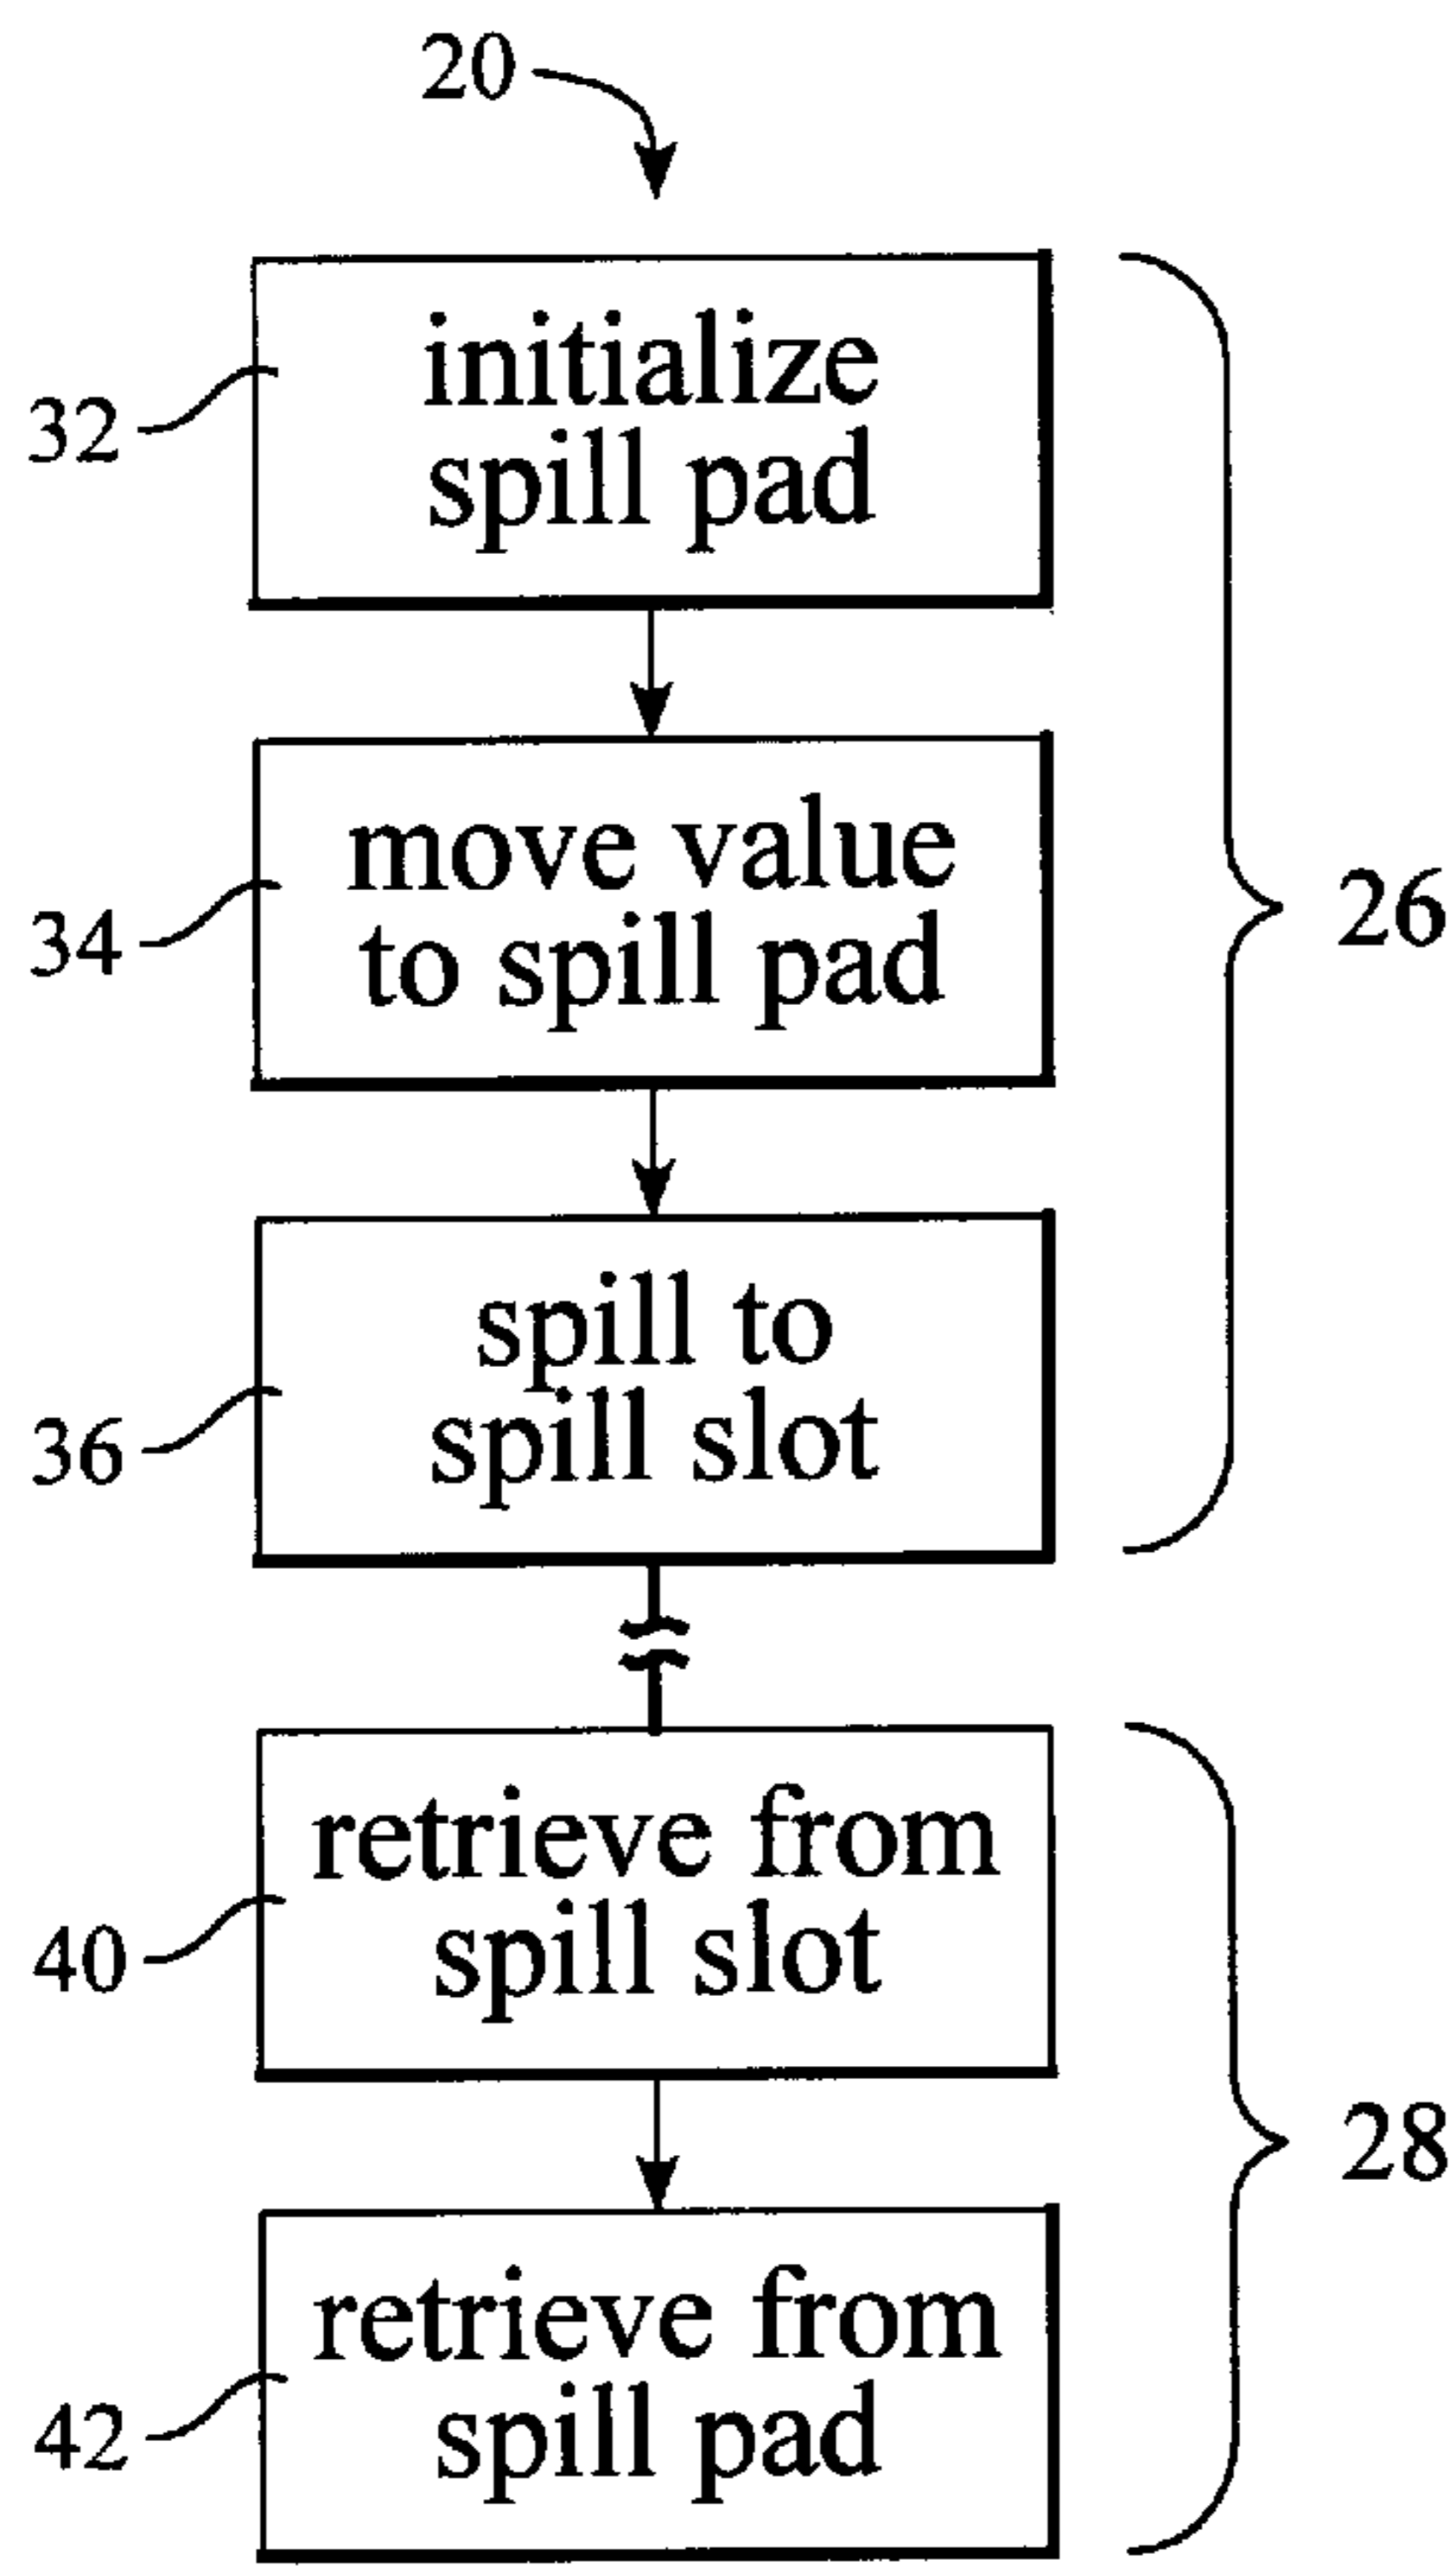 20
32
initialize
spill pad
34
move value
to spill pad
26
36
spill to
spill slot
40
retrieve from
spill slot
28
42
retrieve from
spill pad